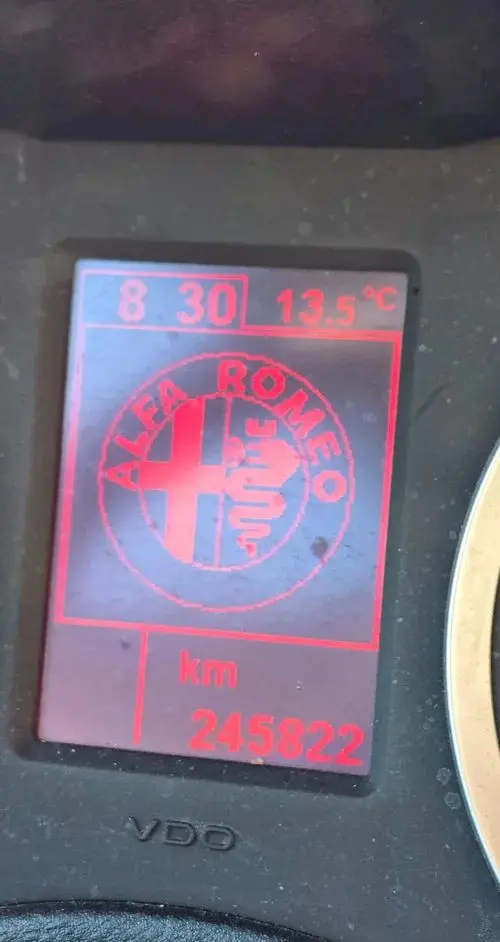 8 30 13.5 °C
ALFA ROMEO
km
245822
VDO